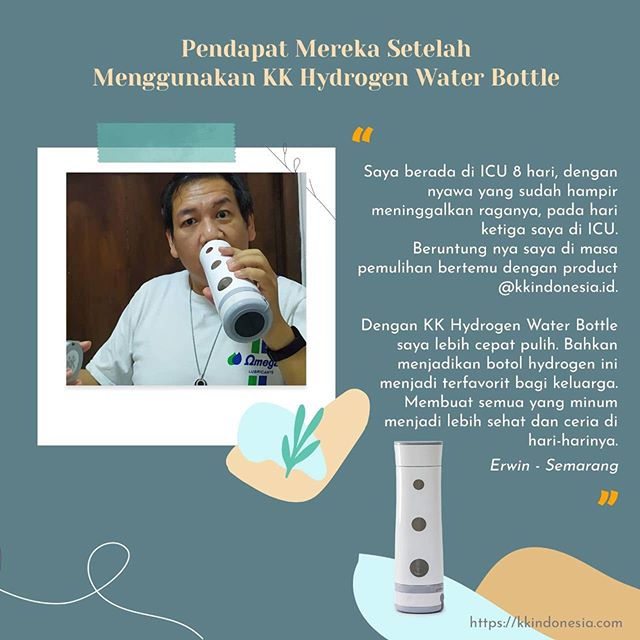 Pendapat Mereka Setelah
Menggunakan KK Hydrogen Water Bottle
“
Saya berada di ICU 8 hari, dengan
nyawa yang sudah hampir
meninggalkan raganya, pada hari
ketiga saya di ICU.
Beruntung nya saya di masa
pemulihan bertemu dengan product
@kkindonesia.id.
Dengan KK Hydrogen Water Bottle
saya lebih cepat pulih. Bahkan
menjadikan botol hydrogen ini
menjadi terfavorit bagi keluarga.
Membuat semua yang minum
menjadi lebih sehat dan ceria di
hari-harinya.
Erwin - Semarang
”
Ωmega
LUBRICANTS
https://kkindonesia.com